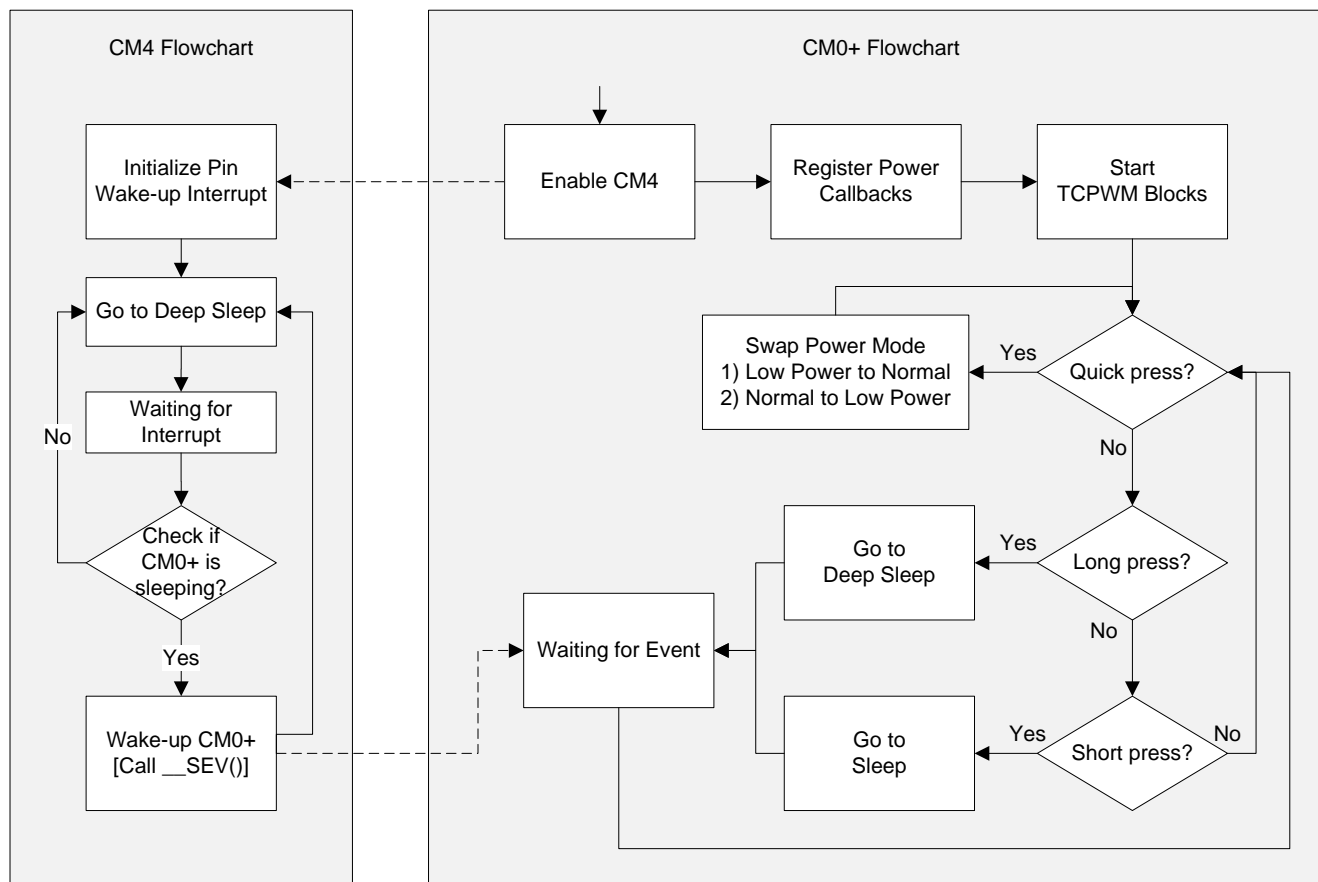 CM4 Flowchart
Initialize Pin
Wake-up Interrupt
Go to Deep Sleep
Waiting for
Interrupt
No
Check if
CM0+ is
sleeping?
Yes
Wake-up CM0+
[Call __SEV()]
CM0+ Flowchart
Enable CM4
Register Power
Callbacks
Start
TCPWM Blocks
Swap Power Mode
1) Low Power to Normal
2) Normal to Low Power
Yes
Quick press?
No
Go to
Deep Sleep
Yes
Long press?
No
Waiting for Event
Go to
Sleep
Yes
Short press?
No